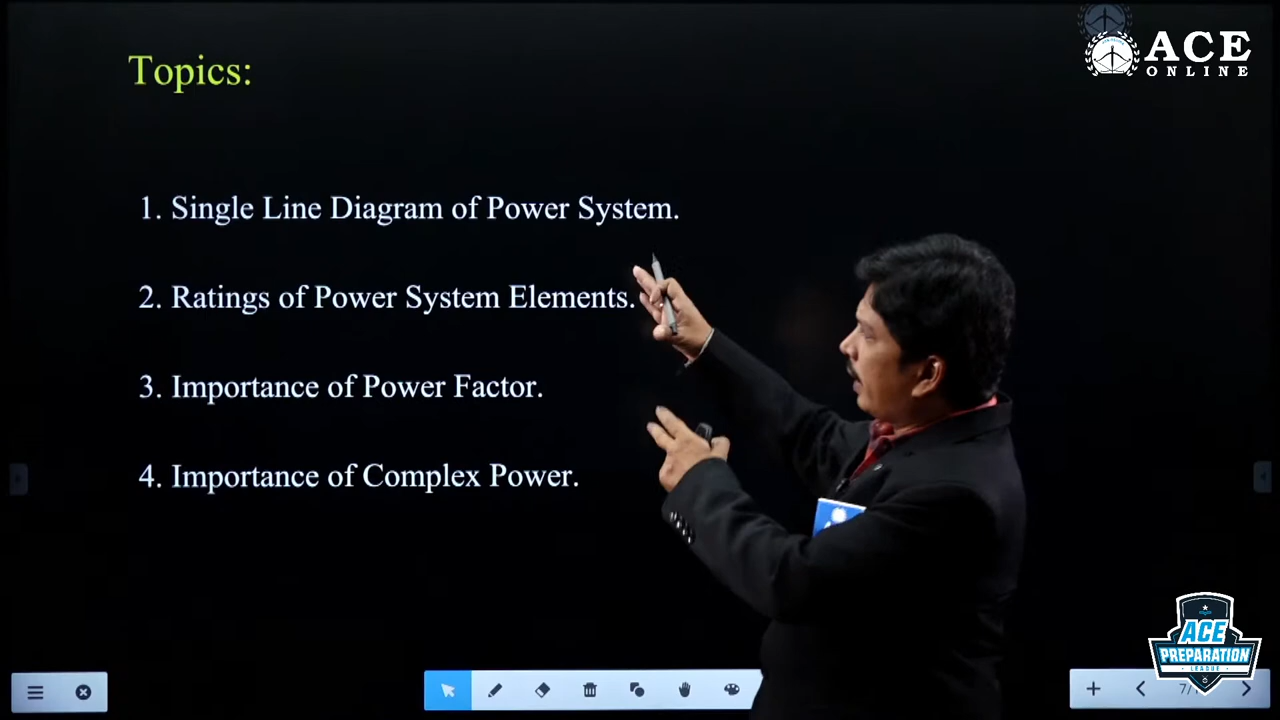 Topics:
ACE
ONLINE
1. Single Line Diagram of Power System.
2. Ratings of Power System Elements.
3. Importance of Power Factor.
4. Importance of Complex Power.
ACE
PREPARATION
LEAGUE
7/